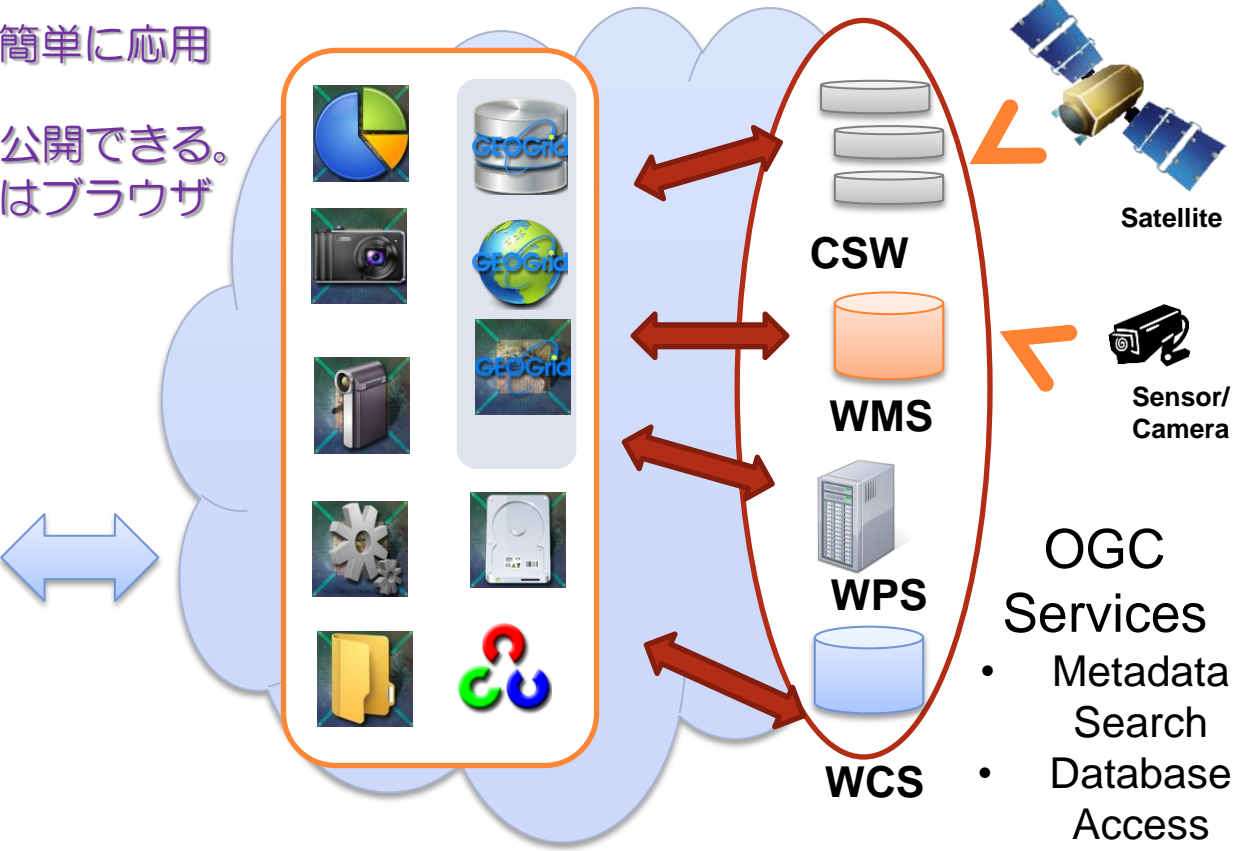 簡単に応用
公開できる。
はブラウザ
GEOGrid
GEOGrid
GEOGrid
CSW
WMS
WPS
WCS
Satellite
Sensor/
Camera
OGC
Services
• Metadata
Search
• Database
Access